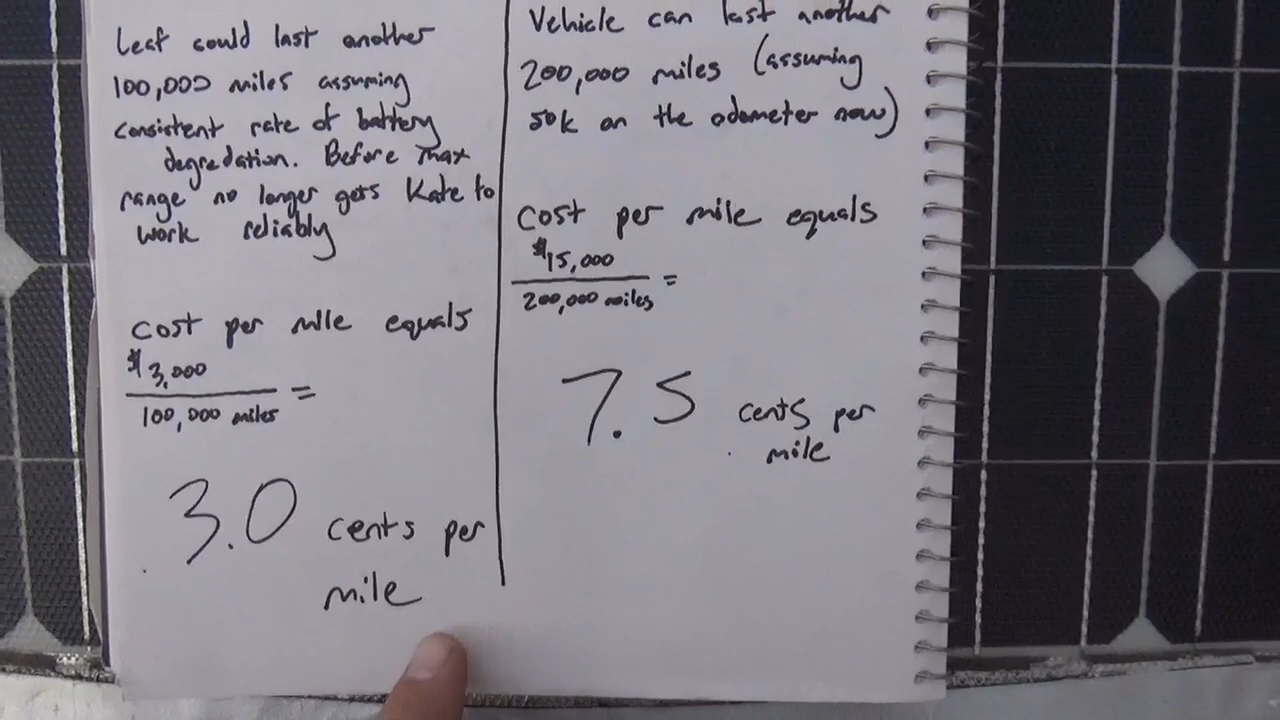 Leaf could last another
100,000 miles assuming
consistent rate of battery
degradation. Before max
range no longer gets Kate to
work reliably
cost per mile equals
$3,000
100,000 miles =
3.0 cents per
mile
Vehicle can last another
200,000 miles (assuming
50k on the odometer now)
cost per mile equals
$15,000
200,000 miles =
7.5 cents per
mile